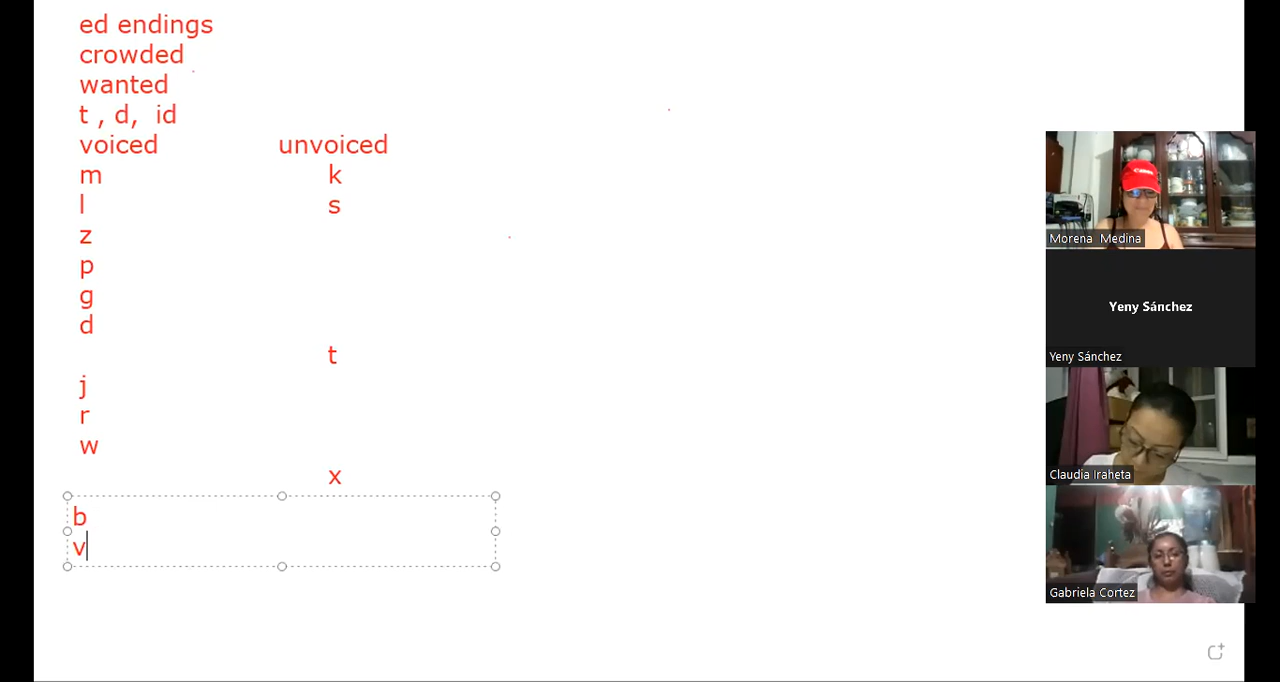 ed endings
crowded
wanted
t , d, id
voiced unvoiced
m k
l s
z
p
g
d
t
j
r
w
x
b
v
Morena Medina
Yeny Sánchez
Yeny Sánchez
Claudia Iraheta
Gabriela Cortez